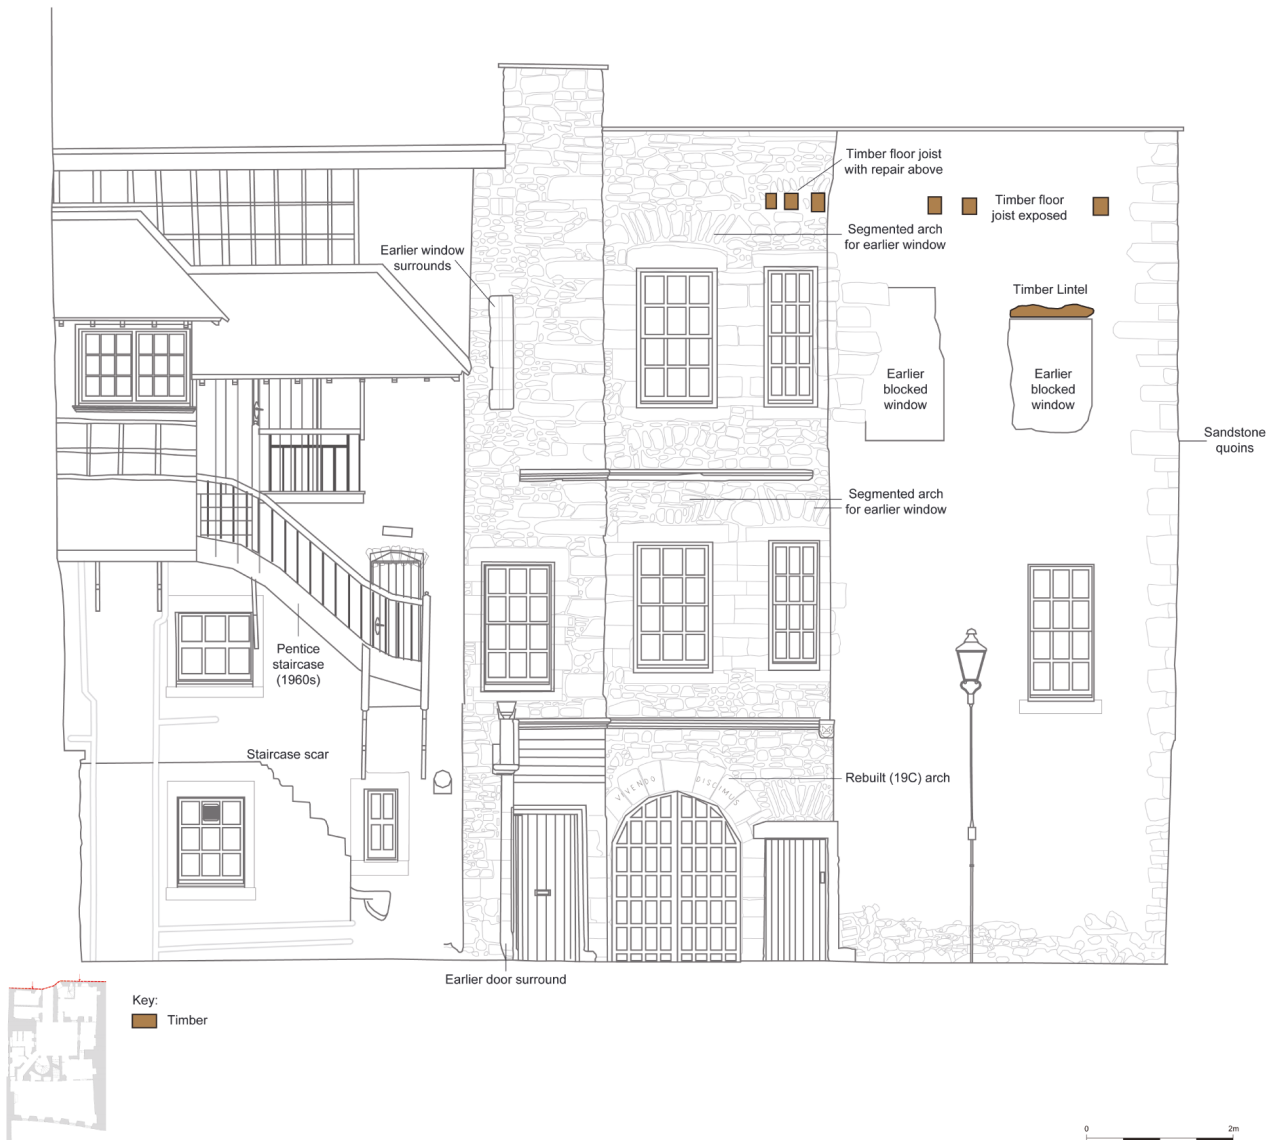 Timber floor joist
with repair above
Timber floor
joist exposed
Segmented arch
for earlier window
Earlier window
surrounds
Timber Lintel
Earlier
blocked
window
Earlier
blocked
window
Sandstone
quoins
Segmented arch
for earlier window
Pentice
staircase
(1960s)
Staircase scar
Rebuilt (19C) arch
VIVENDO DISCIMUS
Earlier door surround
Key:
Timber
0 2m